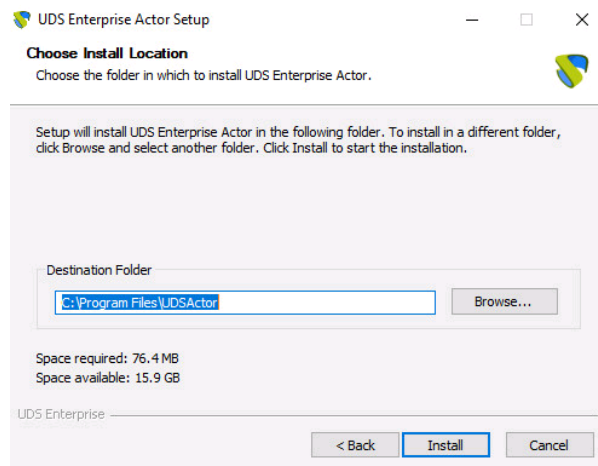 UDS Enterprise Actor Setup
Choose Install Location
Choose the folder in which to install UDS Enterprise Actor.
Setup will install UDS Enterprise Actor in the following folder. To install in a different folder,
click Browse and select another folder. Click Install to start the installation.
Destination Folder
C:\Program Files\UDSActor
Browse...
Space required: 76.4 MB
Space available: 15.9 GB
UDS Enterprise
< Back
Install
Cancel